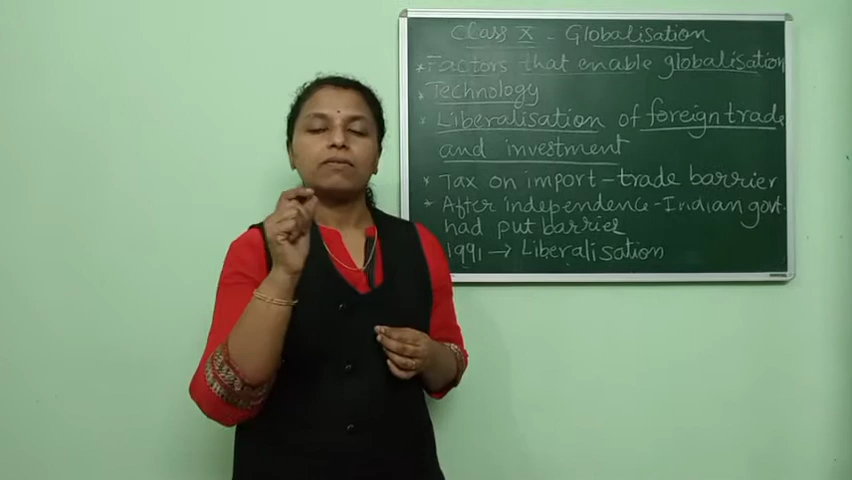 Class X - Globalisation
* Factors that enable globalisation
* Technology
* Liberalisation of foreign trade
and investment
* Tax on import - trade barrier
* After independence - Indian govt.
had put barrier
1991 → Liberalisation